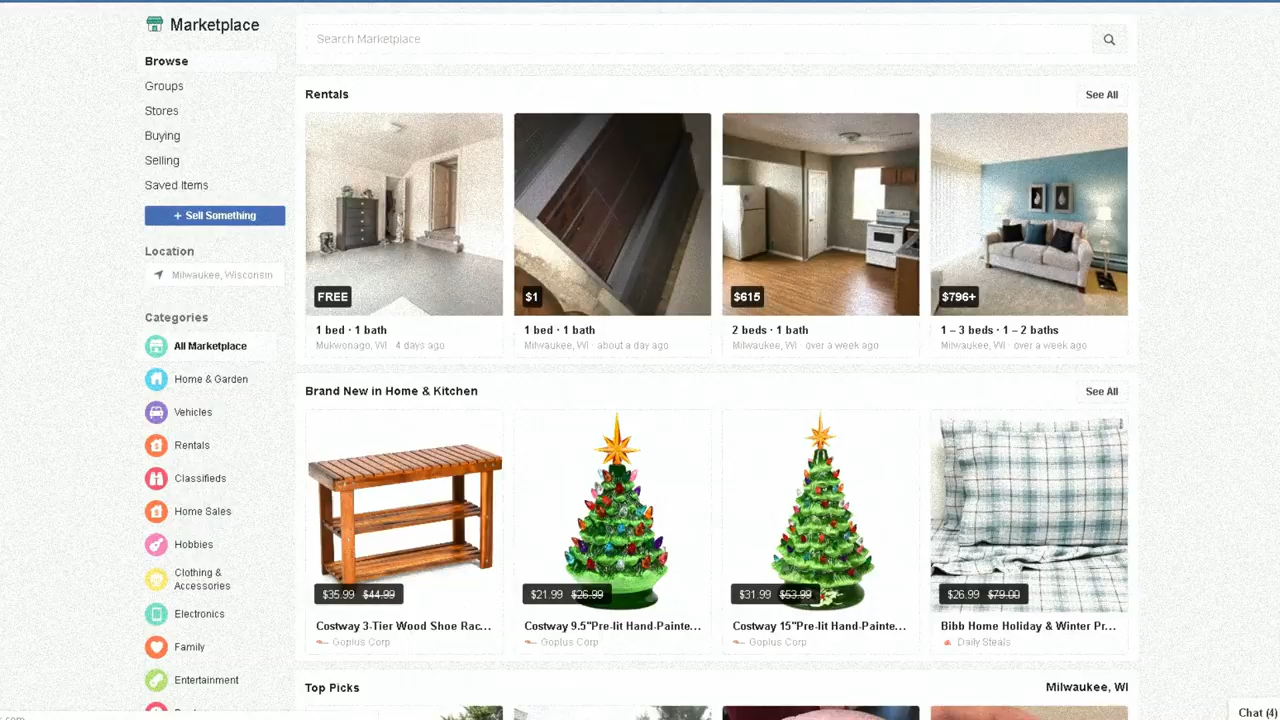 Marketplace
Search Marketplace
Browse
Groups
Stores
Buying
Selling
Saved Items
+ Sell Something
Location
Milwaukee, Wisconsin
Categories
All Marketplace
Home & Garden
Vehicles
Rentals
Classifieds
Home Sales
Hobbies
Clothing &
Accessories
Electronics
Family
Entertainment
Rentals
See All
FREE
$1
$615
$796+
1 bed · 1 bath
1 bed · 1 bath
2 beds · 1 bath
1 – 3 beds · 1 – 2 baths
Mukwonago, WI · 4 days ago
Milwaukee, WI · about a day ago
Milwaukee, WI · over a week ago
Milwaukee, WI · over a week ago
Brand New in Home & Kitchen
See All
$35.99 $44.99
$21.99 $26.99
$31.99 $53.99
$26.99 $79.00
Costway 3-Tier Wood Shoe Rac...
Costway 9.5"Pre-lit Hand-Painte...
Costway 15"Pre-lit Hand-Painte...
Bibb Home Holiday & Winter Pr...
Goplus Corp
Goplus Corp
Goplus Corp
Daily Steals
Top Picks
Milwaukee, WI
Chat (4)